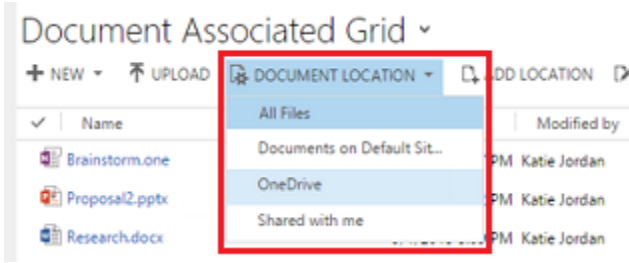 Document Associated Grid
NEW UPLOAD DOCUMENT LOCATION ADD LOCATION
Name Modified by
All Files
Brainstorm.one PM Katie Jordan
Documents on Default Sit...
OneDrive
Proposal2.pptx PM Katie Jordan
Shared with me
Research.docx PM Katie Jordan